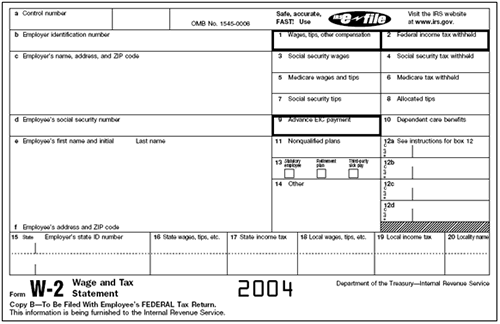 a Control number
OMB No. 1545-0006
Safe, accurate,
FAST! Use
IRS e-file
Visit the IRS website
at www.irs.gov.
b Employer identification number
1 Wages, tips, other compensation
2 Federal income tax withheld
c Employer's name, address, and ZIP code
3 Social security wages
4 Social security tax withheld
5 Medicare wages and tips
6 Medicare tax withheld
7 Social security tips
8 Allocated tips
d Employee's social security number
9 Advance EIC payment
10 Dependent care benefits
e Employee's first name and initial Last name
11 Nonqualified plans
12a See instructions for box 12
Code
13 Statutory employee Retirement plan Third-party sick pay
12b
Code
14 Other
12c
Code
12d
Code
f Employee's address and ZIP code
15 State Employer's state ID number
16 State wages, tips, etc.
17 State income tax
18 Local wages, tips, etc.
19 Local income tax
20 Locality name
Form W-2 Wage and Tax
Statement
2004
Department of the Treasury—Internal Revenue Service
Copy B—To Be Filed With Employee's FEDERAL Tax Return.
This information is being furnished to the Internal Revenue Service.